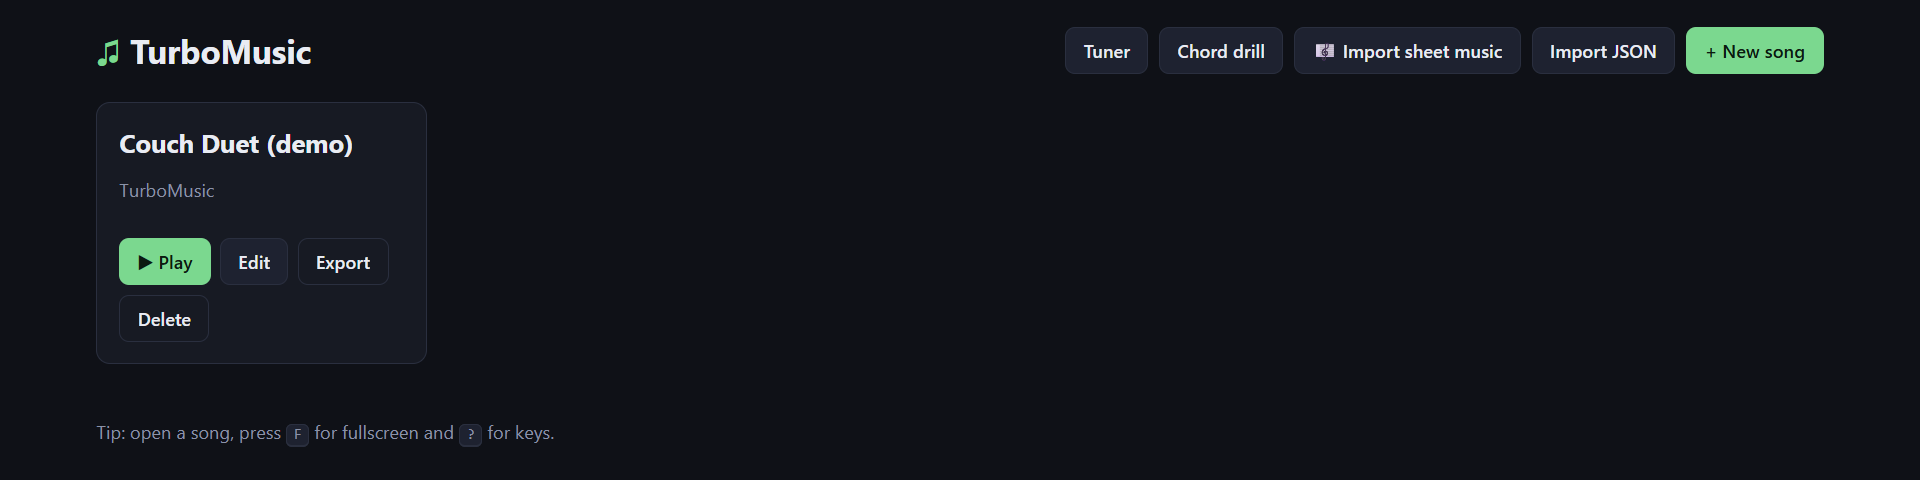 ♫ TurboMusic
Tuner
Chord drill
🎼 Import sheet music
Import JSON
+ New song
Couch Duet (demo)
TurboMusic
▶ Play
Edit
Export
Delete
Tip: open a song, press F for fullscreen and ? for keys.